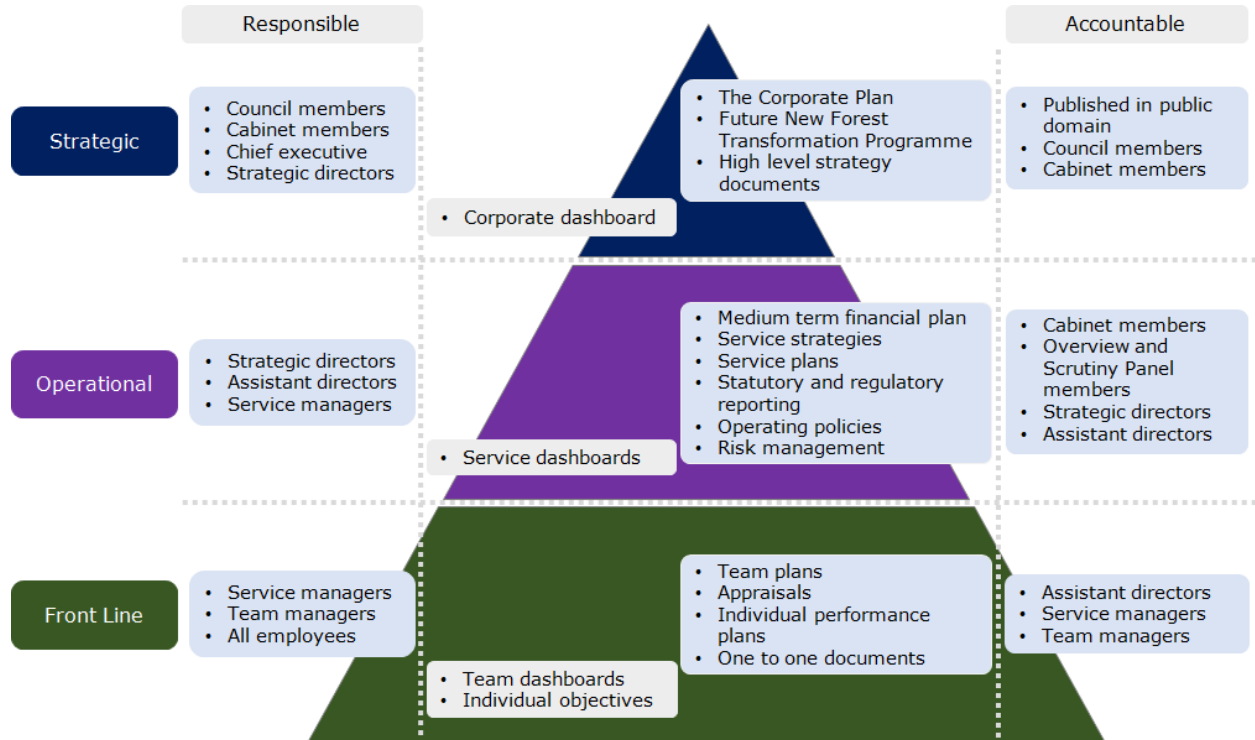 Responsible
Accountable
Strategic
• Council members
• Cabinet members
• Chief executive
• Strategic directors
• Corporate dashboard
• The Corporate Plan
• Future New Forest
Transformation Programme
• High level strategy
documents
• Published in public
domain
• Council members
• Cabinet members
Operational
• Strategic directors
• Assistant directors
• Service managers
• Service dashboards
• Medium term financial plan
• Service strategies
• Service plans
• Statutory and regulatory
reporting
• Operating policies
• Risk management
• Cabinet members
• Overview and
Scrutiny Panel
members
• Strategic directors
• Assistant directors
Front Line
• Service managers
• Team managers
• All employees
• Team dashboards
• Individual objectives
• Team plans
• Appraisals
• Individual performance
plans
• One to one documents
• Assistant directors
• Service managers
• Team managers